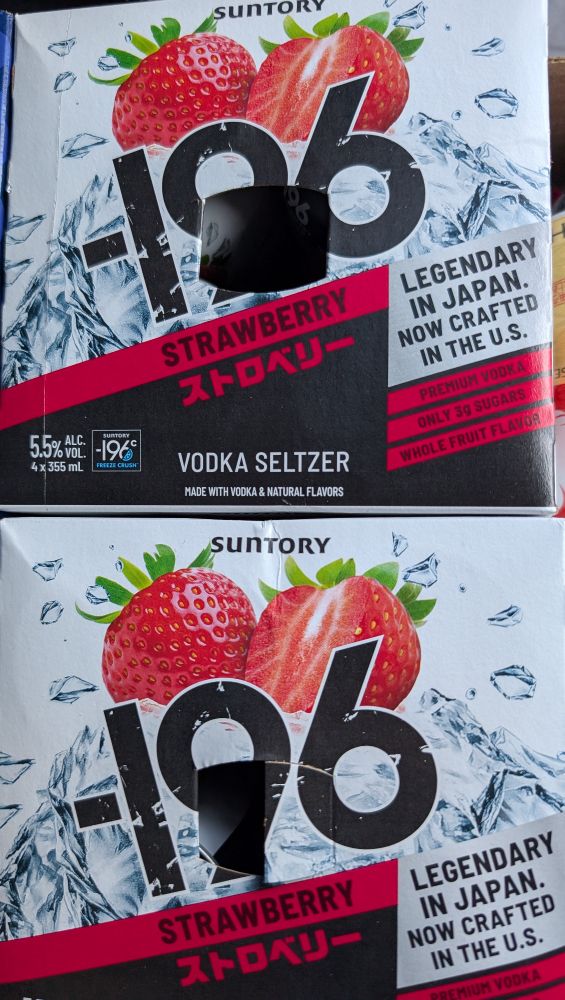 SUNTORY
-196
STRAWBERRY
ストロベリー
LEGENDARY
IN JAPAN.
NOW CRAFTED
IN THE U.S.
PREMIUM VODKA
ONLY 3g SUGARS
WHOLE FRUIT FLAVOR
5.5% ALC. VOL.
4 x 355 mL
SUNTORY
-196°C
FREEZE CRUSH
VODKA SELTZER
MADE WITH VODKA & NATURAL FLAVORS
SUNTORY
-196
STRAWBERRY
ストロベリー
LEGENDARY
IN JAPAN.
NOW CRAFTED
IN THE U.S.
PREMIUM VODKA